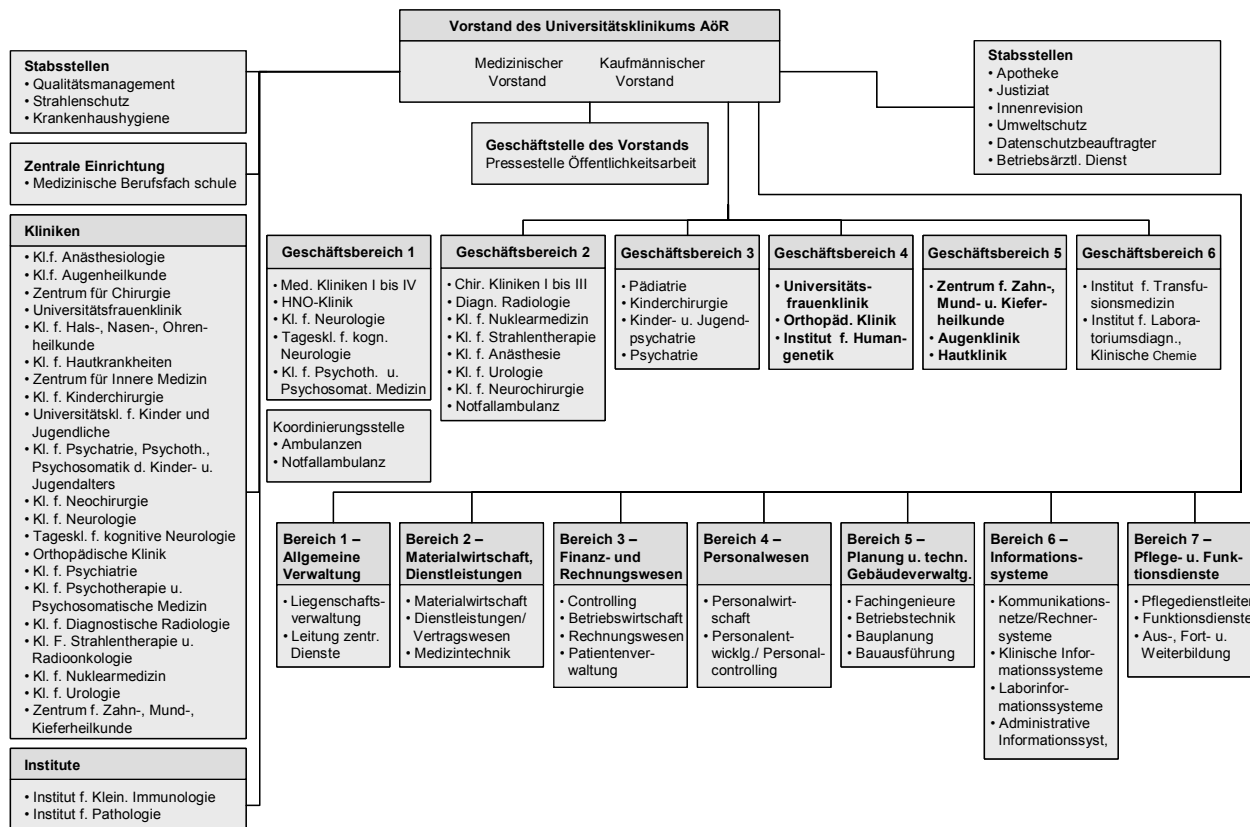 Vorstand des Universitätsklinikums AöR
Medizinischer
Vorstand
Kaufmännischer
Vorstand
Stabsstellen
• Qualitätsmanagement
• Strahlenschutz
• Krankenhaushygiene
Stabsstellen
• Apotheke
• Justiziat
• Innenrevision
• Umweltschutz
• Datenschutzbeauftragter
• Betriebsärztl. Dienst
Geschäftstelle des Vorstands
Pressestelle Öffentlichkeitsarbeit
Zentrale Einrichtung
• Medizinische Berufsfach schule
Kliniken
• Kl.f. Anästhesiologie
• Kl.f. Augenheilkunde
• Zentrum für Chirurgie
• Universitätsfrauenklinik
• Kl. f. Hals-, Nasen-, Ohren-
heilkunde
• Kl. f. Hautkrankheiten
• Zentrum für Innere Medizin
• Kl. f. Kinderchirurgie
• Universitätskl. f. Kinder und
Jugendliche
• Kl. f. Psychatrie, Psychoth.,
Psychosomatik d. Kinder- u.
Jugendalters
• Kl. f. Neochirurgie
• Kl. f. Neurologie
• Tageskl. f. kognitive Neurologie
• Orthopädische Klinik
• Kl. f. Psychiatrie
• Kl. f. Psychotherapie u.
Psychosomatische Medizin
• Kl. f. Diagnostische Radiologie
• Kl. F. Strahlentherapie u.
Radioonkologie
• Kl. f. Nuklearmedizin
• Kl. f. Urologie
• Zentrum f. Zahn-, Mund-,
Kieferheilkunde
Institute
• Institut f. Klein. Immunologie
• Institut f. Pathologie
Geschäftsbereich 1
• Med. Kliniken I bis IV
• HNO-Klinik
• Kl. f. Neurologie
• Tageskl. f. kogn.
Neurologie
• Kl. f. Psychoth. u.
Psychosomat. Medizin
Koordinierungsstelle
• Ambulanzen
• Notfallambulanz
Geschäftsbereich 2
• Chir. Kliniken I bis III
• Diagn. Radiologie
• Kl. f. Nuklearmedizin
• Kl. f. Strahlentherapie
• Kl. f. Anästhesie
• Kl. f. Urologie
• Kl. f. Neurochirurgie
• Notfallambulanz
Geschäftsbereich 3
• Pädiatrie
• Kinderchirurgie
• Kinder- u. Jugend-
psychatrie
• Psychatrie
Geschäftsbereich 4
• Universitäts-
frauenklinik
• Orthopäd. Klinik
• Institut f. Human-
genetik
Geschäftsbereich 5
• Zentrum f. Zahn-,
Mund- u. Kiefer-
heilkunde
• Augenklinik
• Hautklinik
Geschäftsbereich 6
• Institut f. Transfu-
sionsmedizin
• Institut f. Labora-
toriumsdiagn.,
Klinische Chemie
Bereich 1 –
Allgemeine
Verwaltung
• Liegenschafts-
verwaltung
• Leitung zentr.
Dienste
Bereich 2 –
Materialwirtschaft,
Dienstleistungen
• Materialwirtschaft
• Dienstleistungen/
Vertragswesen
• Medizintechnik
Bereich 3 –
Finanz- und
Rechnungswesen
• Controlling
Betriebswirtschaft
• Rechnungswesen
• Patientenver-
waltung
Bereich 4 –
Personalwesen
• Personalwirt-
schaft
• Personalent-
wicklg./ Personal-
controlling
Bereich 5 –
Planung u. techn.
Gebäudeverwaltg.
• Fachingenieure
• Betriebstechnik
• Bauplanung
• Bauausführung
Bereich 6 –
Informations-
systeme
• Kommunikations-
netze/Rechner-
systeme
• Klinische Infor-
mationssysteme
• Laborinfor-
mationssysteme
• Administrative
Informationssyst,
Bereich 7 –
Pflege- u. Funk-
tionsdienste
• Pflegedienstleiter
• Funktionsdienste
• Aus-, Fort- u.
Weiterbildung